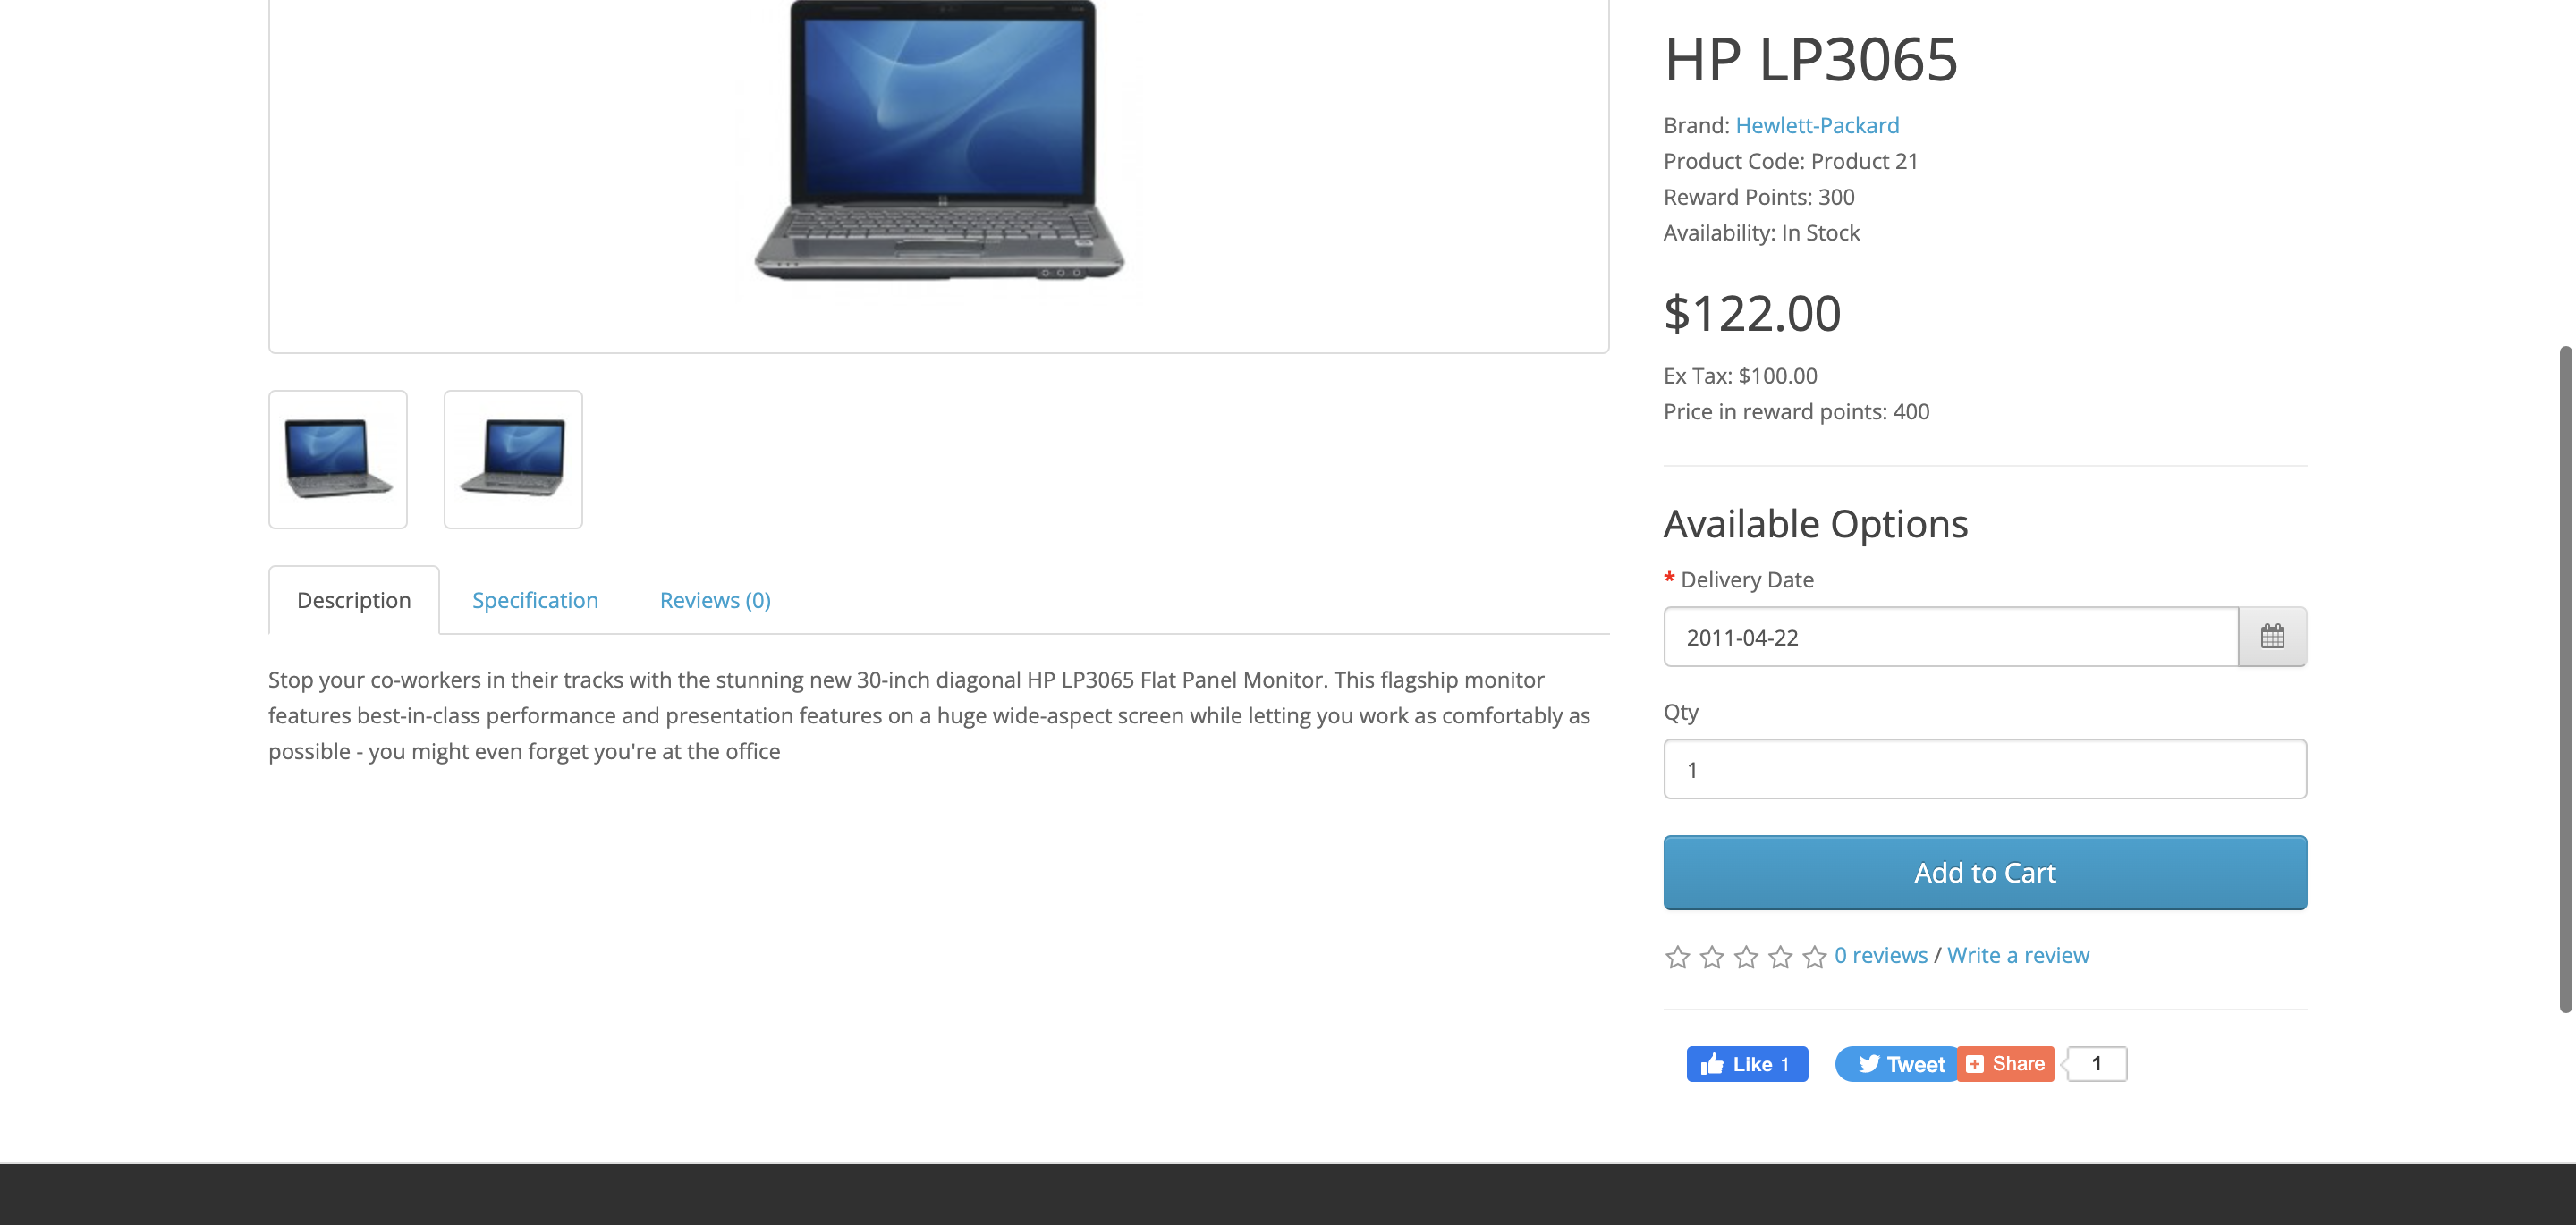 HP LP3065
Brand: Hewlett-Packard
Product Code: Product 21
Reward Points: 300
Availability: In Stock
$122.00
Ex Tax: $100.00
Price in reward points: 400
Available Options
* Delivery Date
2011-04-22
Qty
1
Add to Cart
0 reviews / Write a review
Like 1
Tweet
Share
1
Description
Specification
Reviews (0)
Stop your co-workers in their tracks with the stunning new 30-inch diagonal HP LP3065 Flat Panel Monitor. This flagship monitor
features best-in-class performance and presentation features on a huge wide-aspect screen while letting you work as comfortably as
possible - you might even forget you're at the office